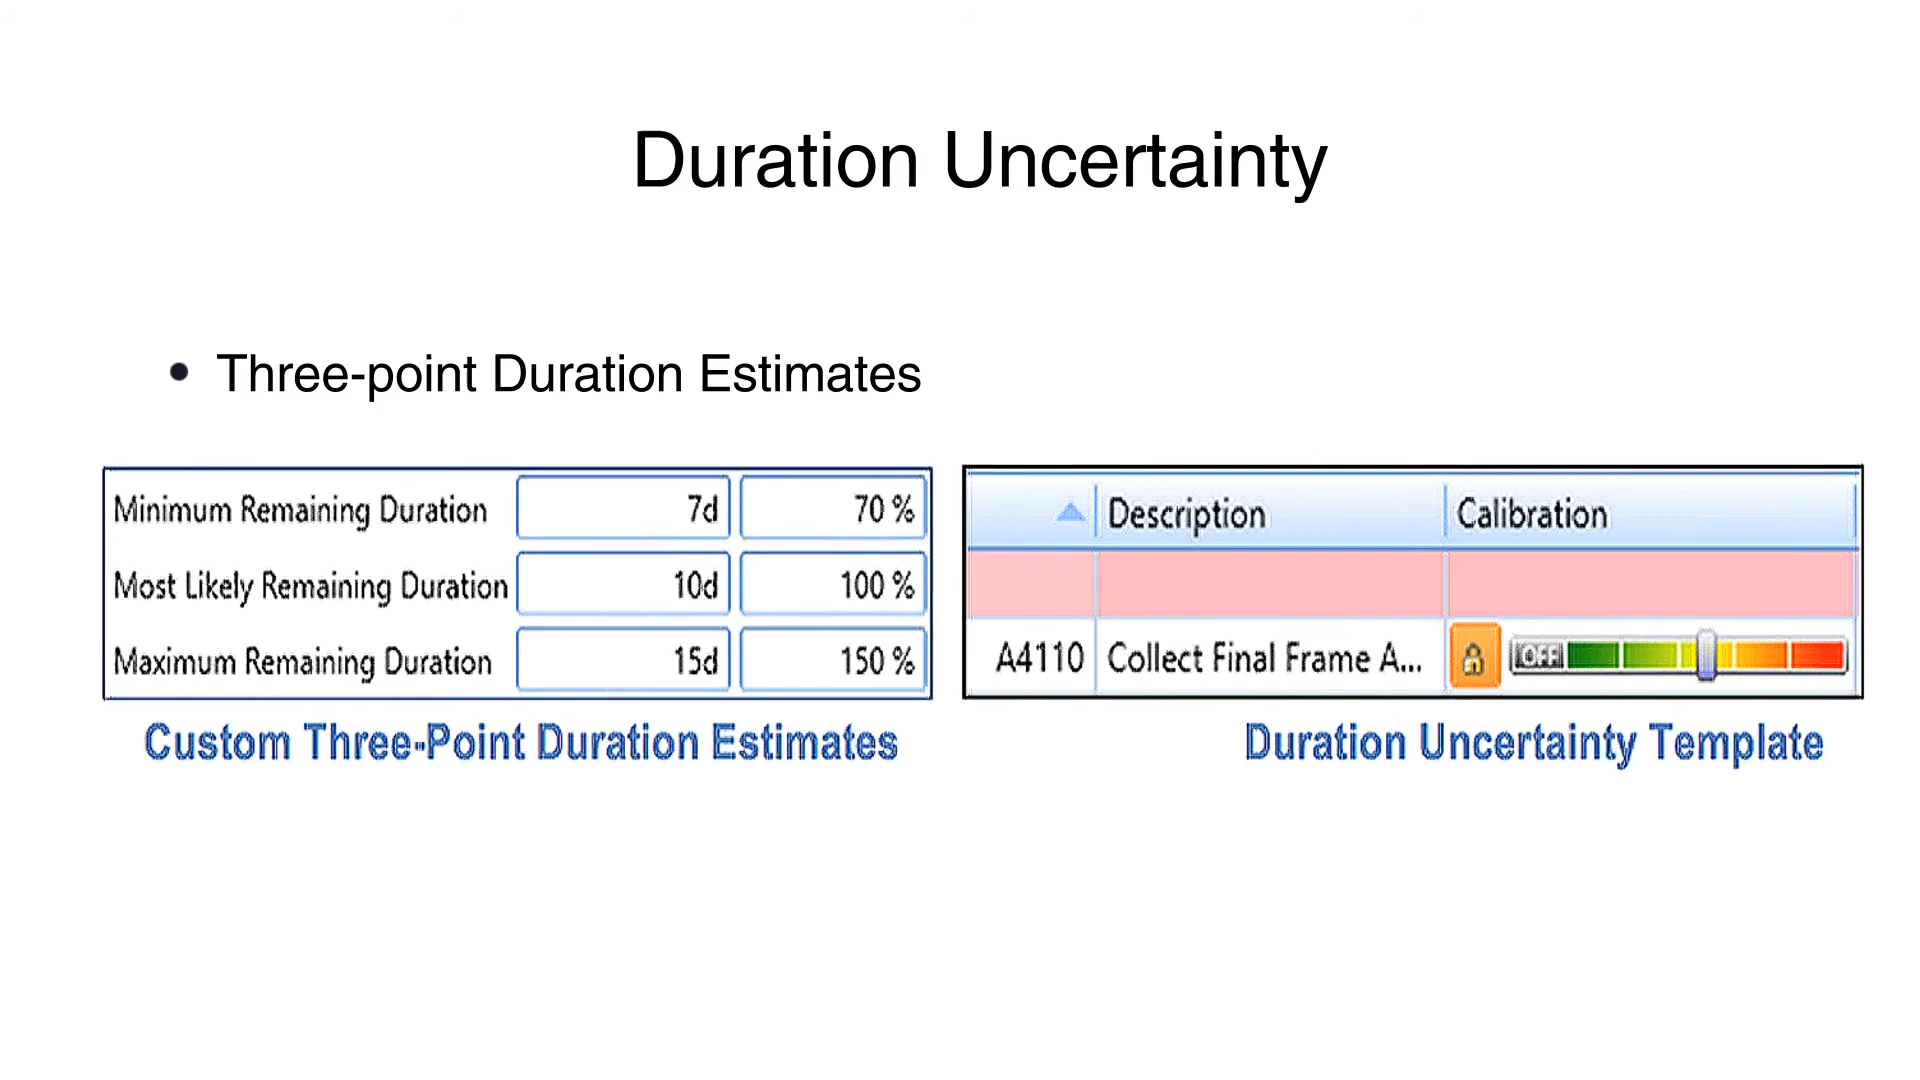 Duration Uncertainty
• Three-point Duration Estimates
Minimum Remaining Duration 7d 70 %
Most Likely Remaining Duration 10d 100 %
Maximum Remaining Duration 15d 150 %
Custom Three-Point Duration Estimates
Description Calibration
A4110 Collect Final Frame A... OFF
Duration Uncertainty Template